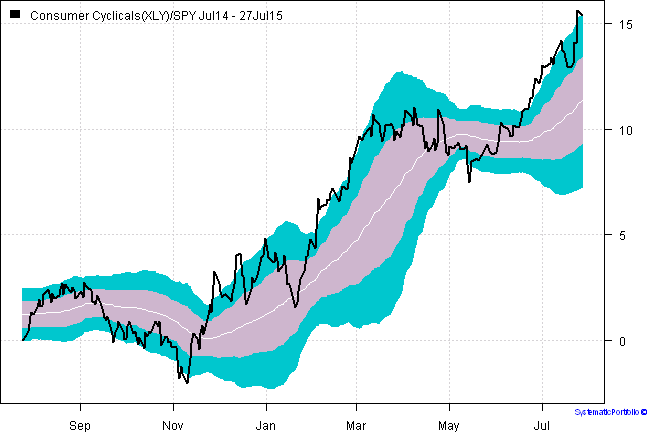 Consumer Cyclicals(XLY)/SPY Jul14 - 27Jul15
15
10
5
0
Sep Nov Jan Mar May Jul
SystematicPortfolio ©